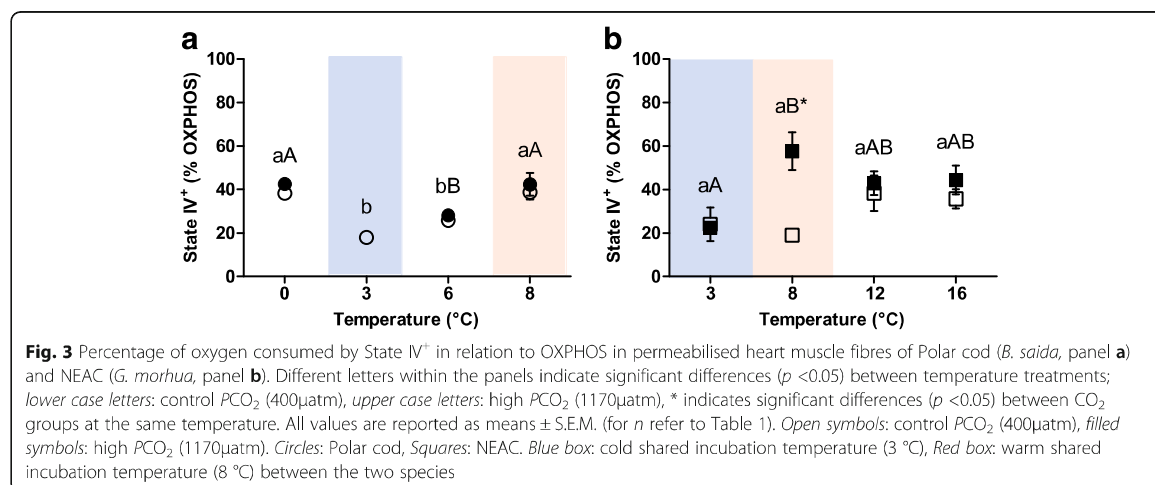 a
b
State IV⁺ (% OXPHOS)
100
80
60
40
20
0
aA
b
bB
aA
0
3
6
8
Temperature (°C)
State IV⁺ (% OXPHOS)
100
80
60
40
20
0
aA
aB*
aAB
aAB
3
8
12
16
Temperature (°C)
Fig. 3 Percentage of oxygen consumed by State IV⁺ in relation to OXPHOS in permeabilised heart muscle fibres of Polar cod (B. saida, panel a)
and NEAC (G. morhua, panel b). Different letters within the panels indicate significant differences (p <0.05) between temperature treatments;
lower case letters: control PCO₂ (400μatm), upper case letters: high PCO₂ (1170μatm), * indicates significant differences (p <0.05) between CO₂
groups at the same temperature. All values are reported as means ± S.E.M. (for n refer to Table 1). Open symbols: control PCO₂ (400μatm), filled
symbols: high PCO₂ (1170μatm). Circles: Polar cod, Squares: NEAC. Blue box: cold shared incubation temperature (3 °C), Red box: warm shared
incubation temperature (8 °C) between the two species